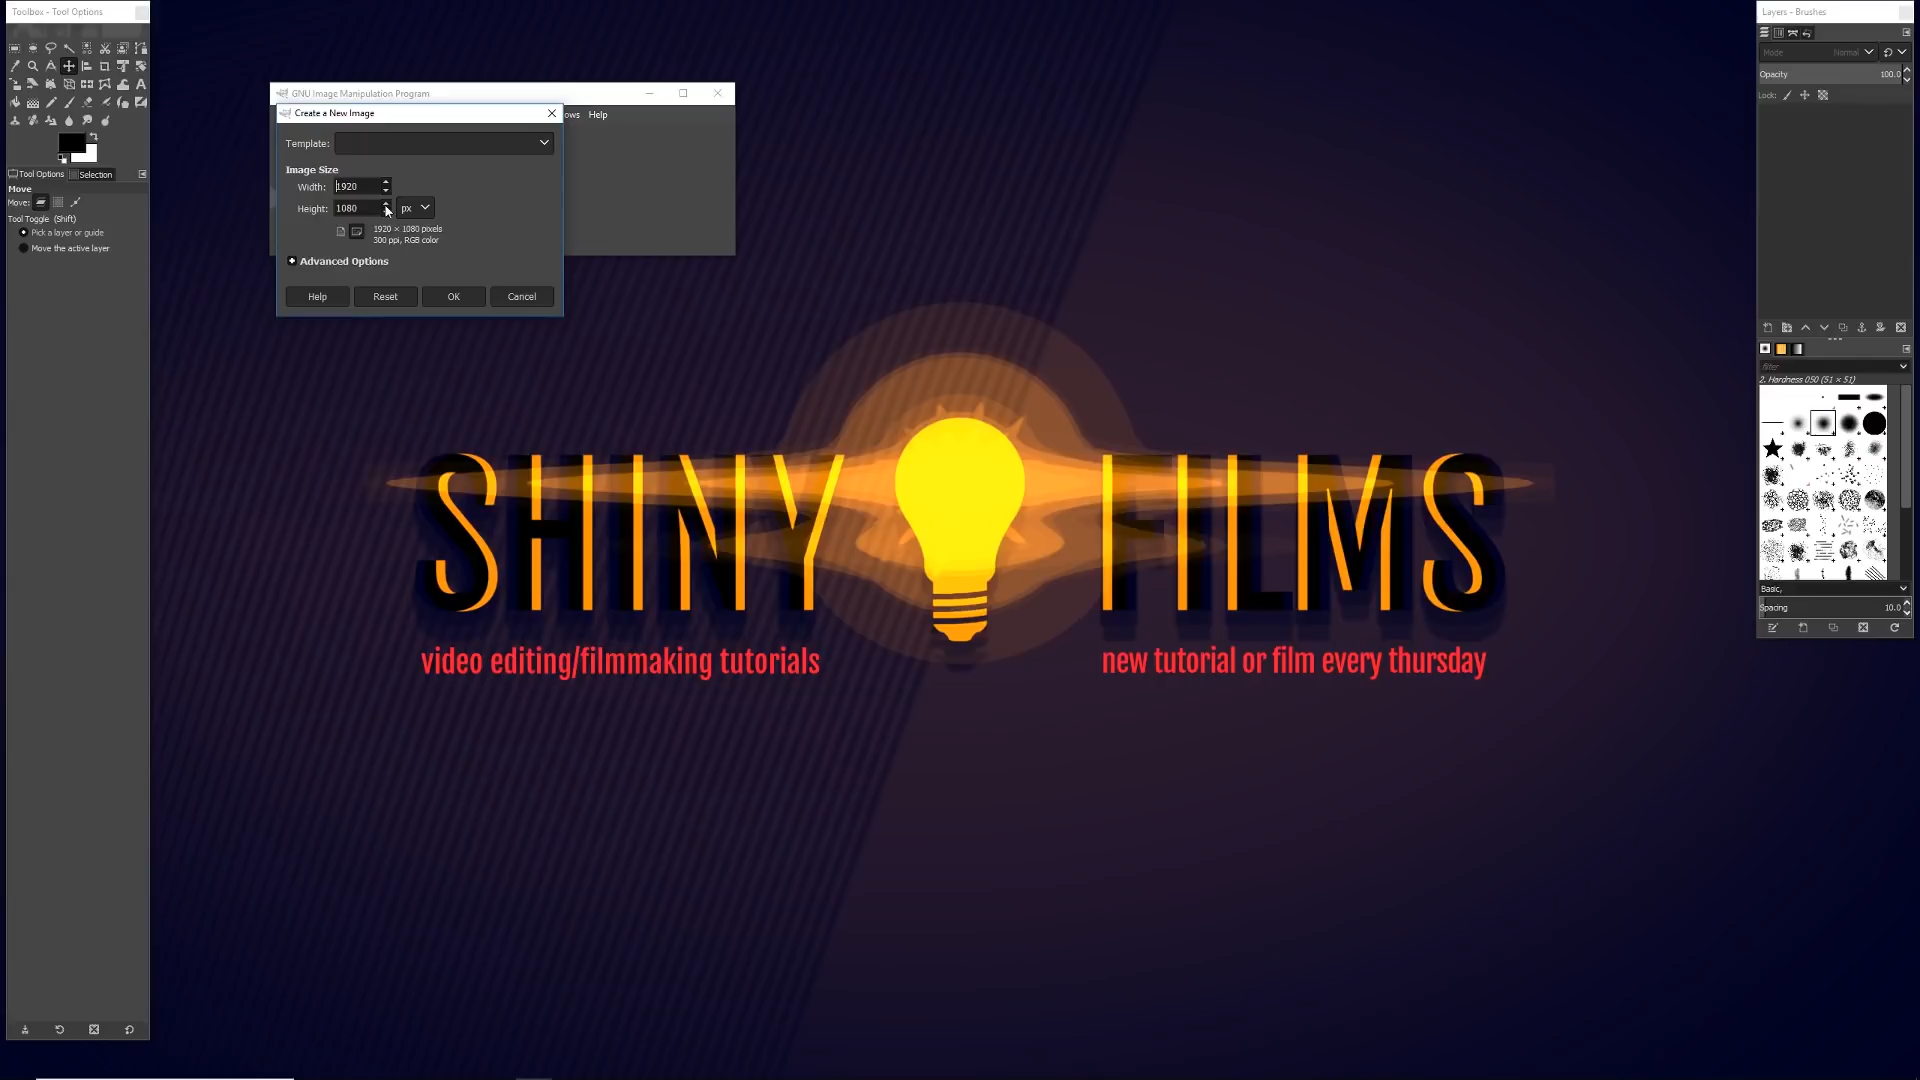 Toolbox - Tool Options
Layers - Brushes
Mode Normal
Opacity 100.0
Lock:
GNU Image Manipulation Program
ows Help
Create a New Image
Template:
Image Size
Width: 1920
Height: 1080 px
1920 × 1080 pixels
300 ppi, RGB color
Advanced Options
Help Reset OK Cancel
Tool Options Selection
Move
Move:
Tool Toggle (Shift)
Pick a layer or guide
Move the active layer
filter
2. Hardness 050 (51 × 51)
Basic,
Spacing 10.0
SHINY FILMS
video editing/filmmaking tutorials
new tutorial or film every thursday